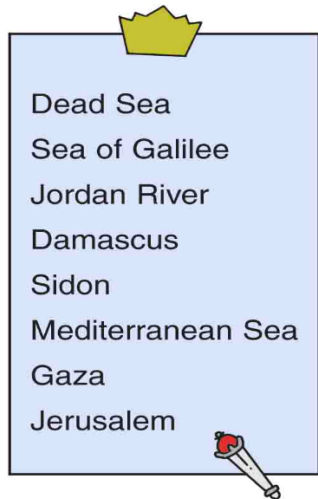 Dead Sea
Sea of Galilee
Jordan River
Damascus
Sidon
Mediterranean Sea
Gaza
Jerusalem